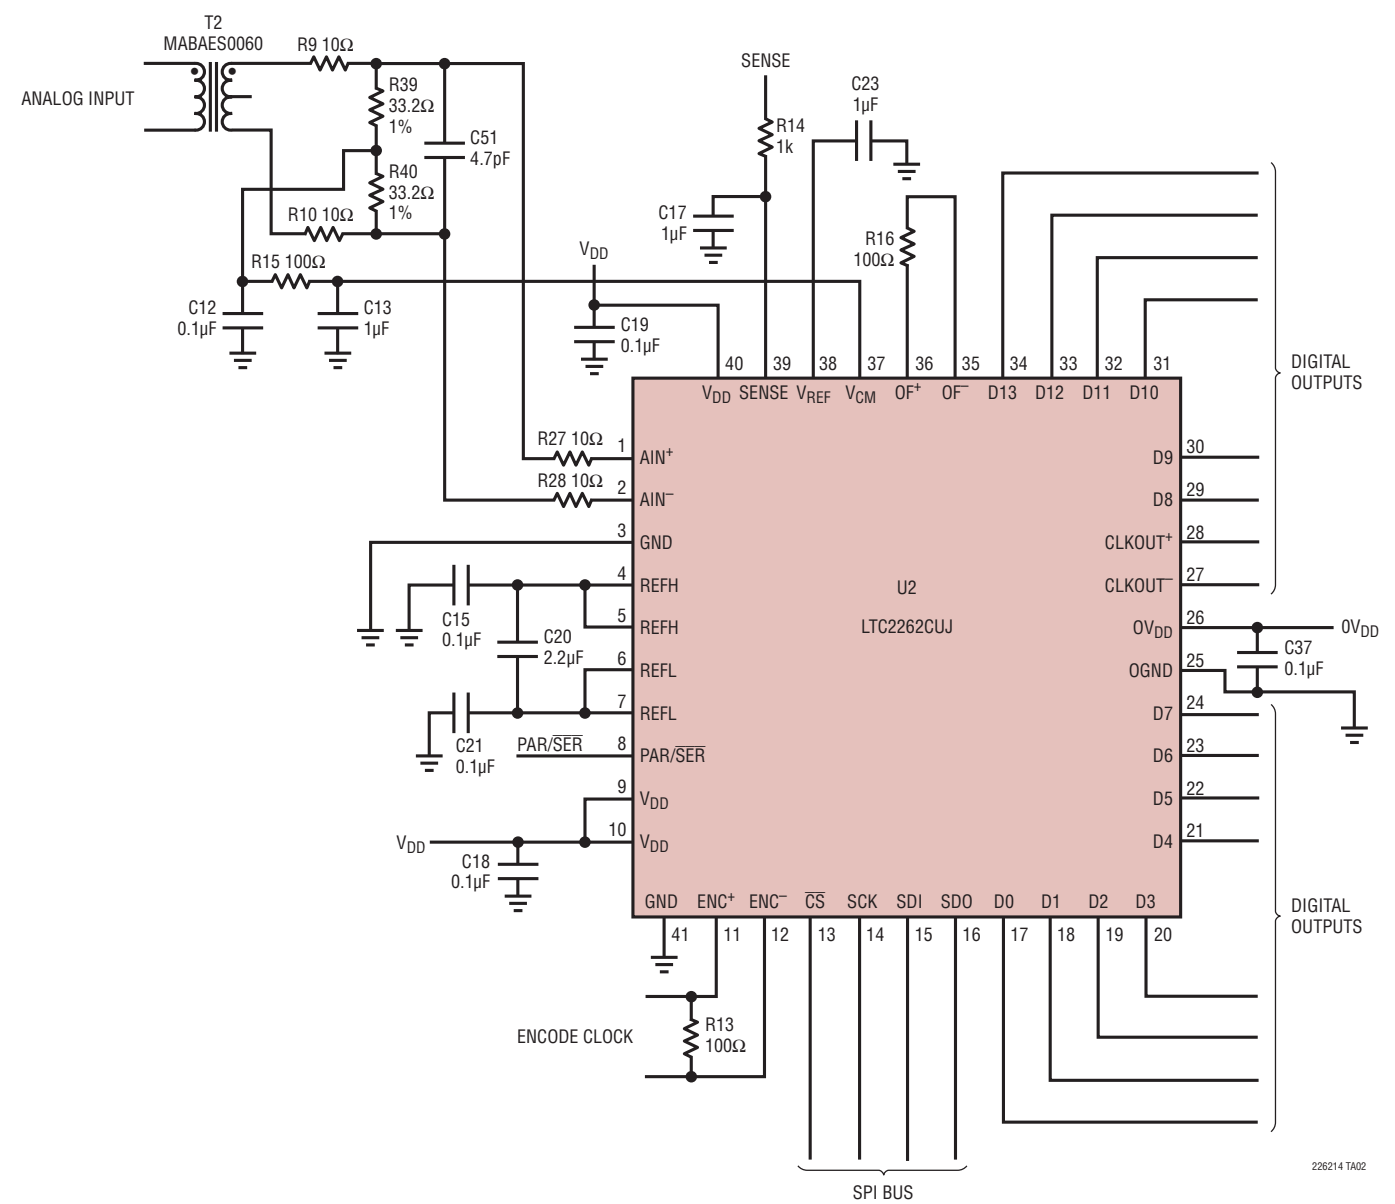 T2
MABAES0060
R9 10Ω
ANALOG INPUT
R39
33.2Ω
1%
C51
4.7pF
R40
33.2Ω
1%
R10 10Ω
R15 100Ω
C12
0.1µF
C13
1µF
SENSE
R14
1k
C23
1µF
C17
1µF
R16
100Ω
VDD
C19
0.1µF
40 39 38 37 36 35 34 33 32 31
VDD SENSE VREF VCM OF+ OF– D13 D12 D11 D10
DIGITAL
OUTPUTS
R27 10Ω
1 AIN+
R28 10Ω
2 AIN–
3 GND
4 REFH
5 REFH
C15
0.1µF
C20
2.2µF
6 REFL
7 REFL
C21
0.1µF
PAR/SER
8 PAR/SER
9 VDD
10 VDD
VDD
C18
0.1µF
U2
LTC2262CUJ
D9 30
D8 29
CLKOUT+ 28
CLKOUT– 27
OVDD 26
0VDD
C37
0.1µF
OGND 25
D7 24
D6 23
D5 22
D4 21
GND ENC+ ENC– CS SCK SDI SDO D0 D1 D2 D3
41 11 12 13 14 15 16 17 18 19 20
DIGITAL
OUTPUTS
ENCODE CLOCK
R13
100Ω
SPI BUS
226214 TA02